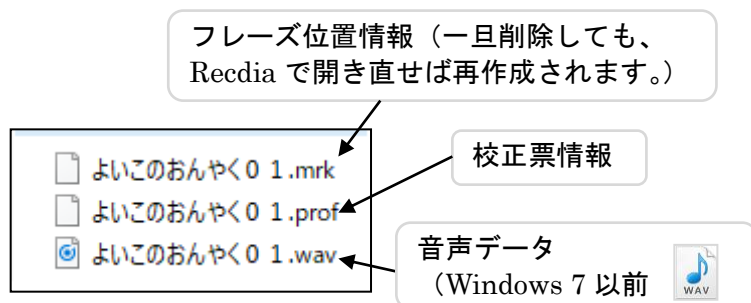 フレーズ位置情報（一旦削除しても、
Recdia で開き直せば再作成されます。）
よいこのおんやく０１.mrk
校正票情報
よいこのおんやく０１.prof
よいこのおんやく０１.wav
音声データ
（Windows 7 以前
WAV